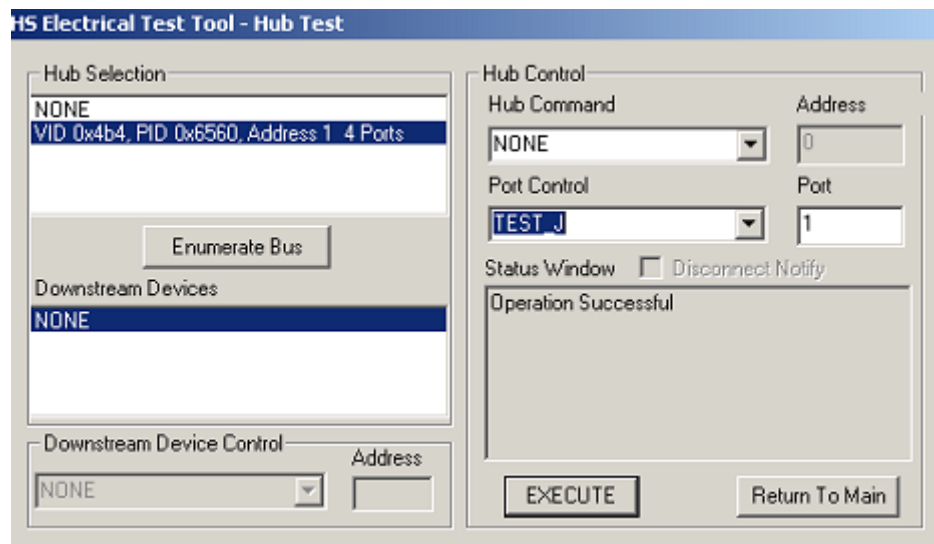 HS Electrical Test Tool - Hub Test
Hub Selection
NONE
VID 0x4b4, PID 0x6560, Address 1 4 Ports
Enumerate Bus
Downstream Devices
NONE
Downstream Device Control
Address
NONE
Hub Control
Hub Command
Address
NONE
0
Port Control
Port
TEST_J
1
Status Window
Disconnect Notify
Operation Successful
EXECUTE
Return To Main